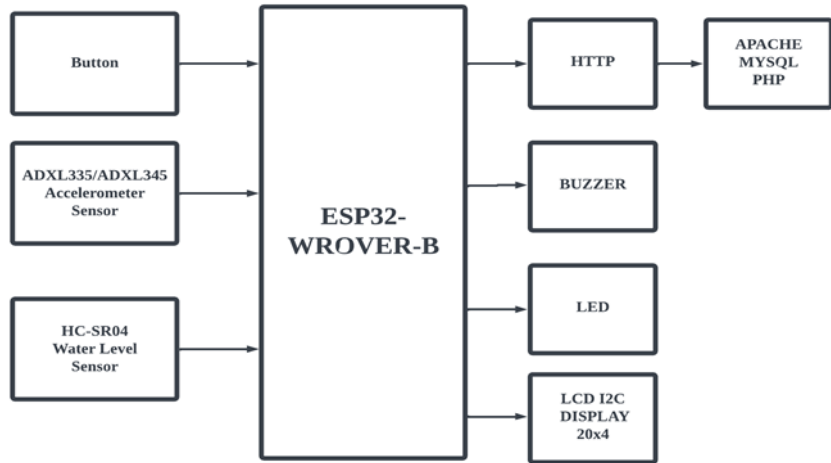 Button
ADXL335/ADXL345
Accelerometer
Sensor
HC-SR04
Water Level
Sensor
ESP32-
WROVER-B
HTTP
APACHE
MYSQL
PHP
BUZZER
LED
LCD I2C
DISPLAY
20x4